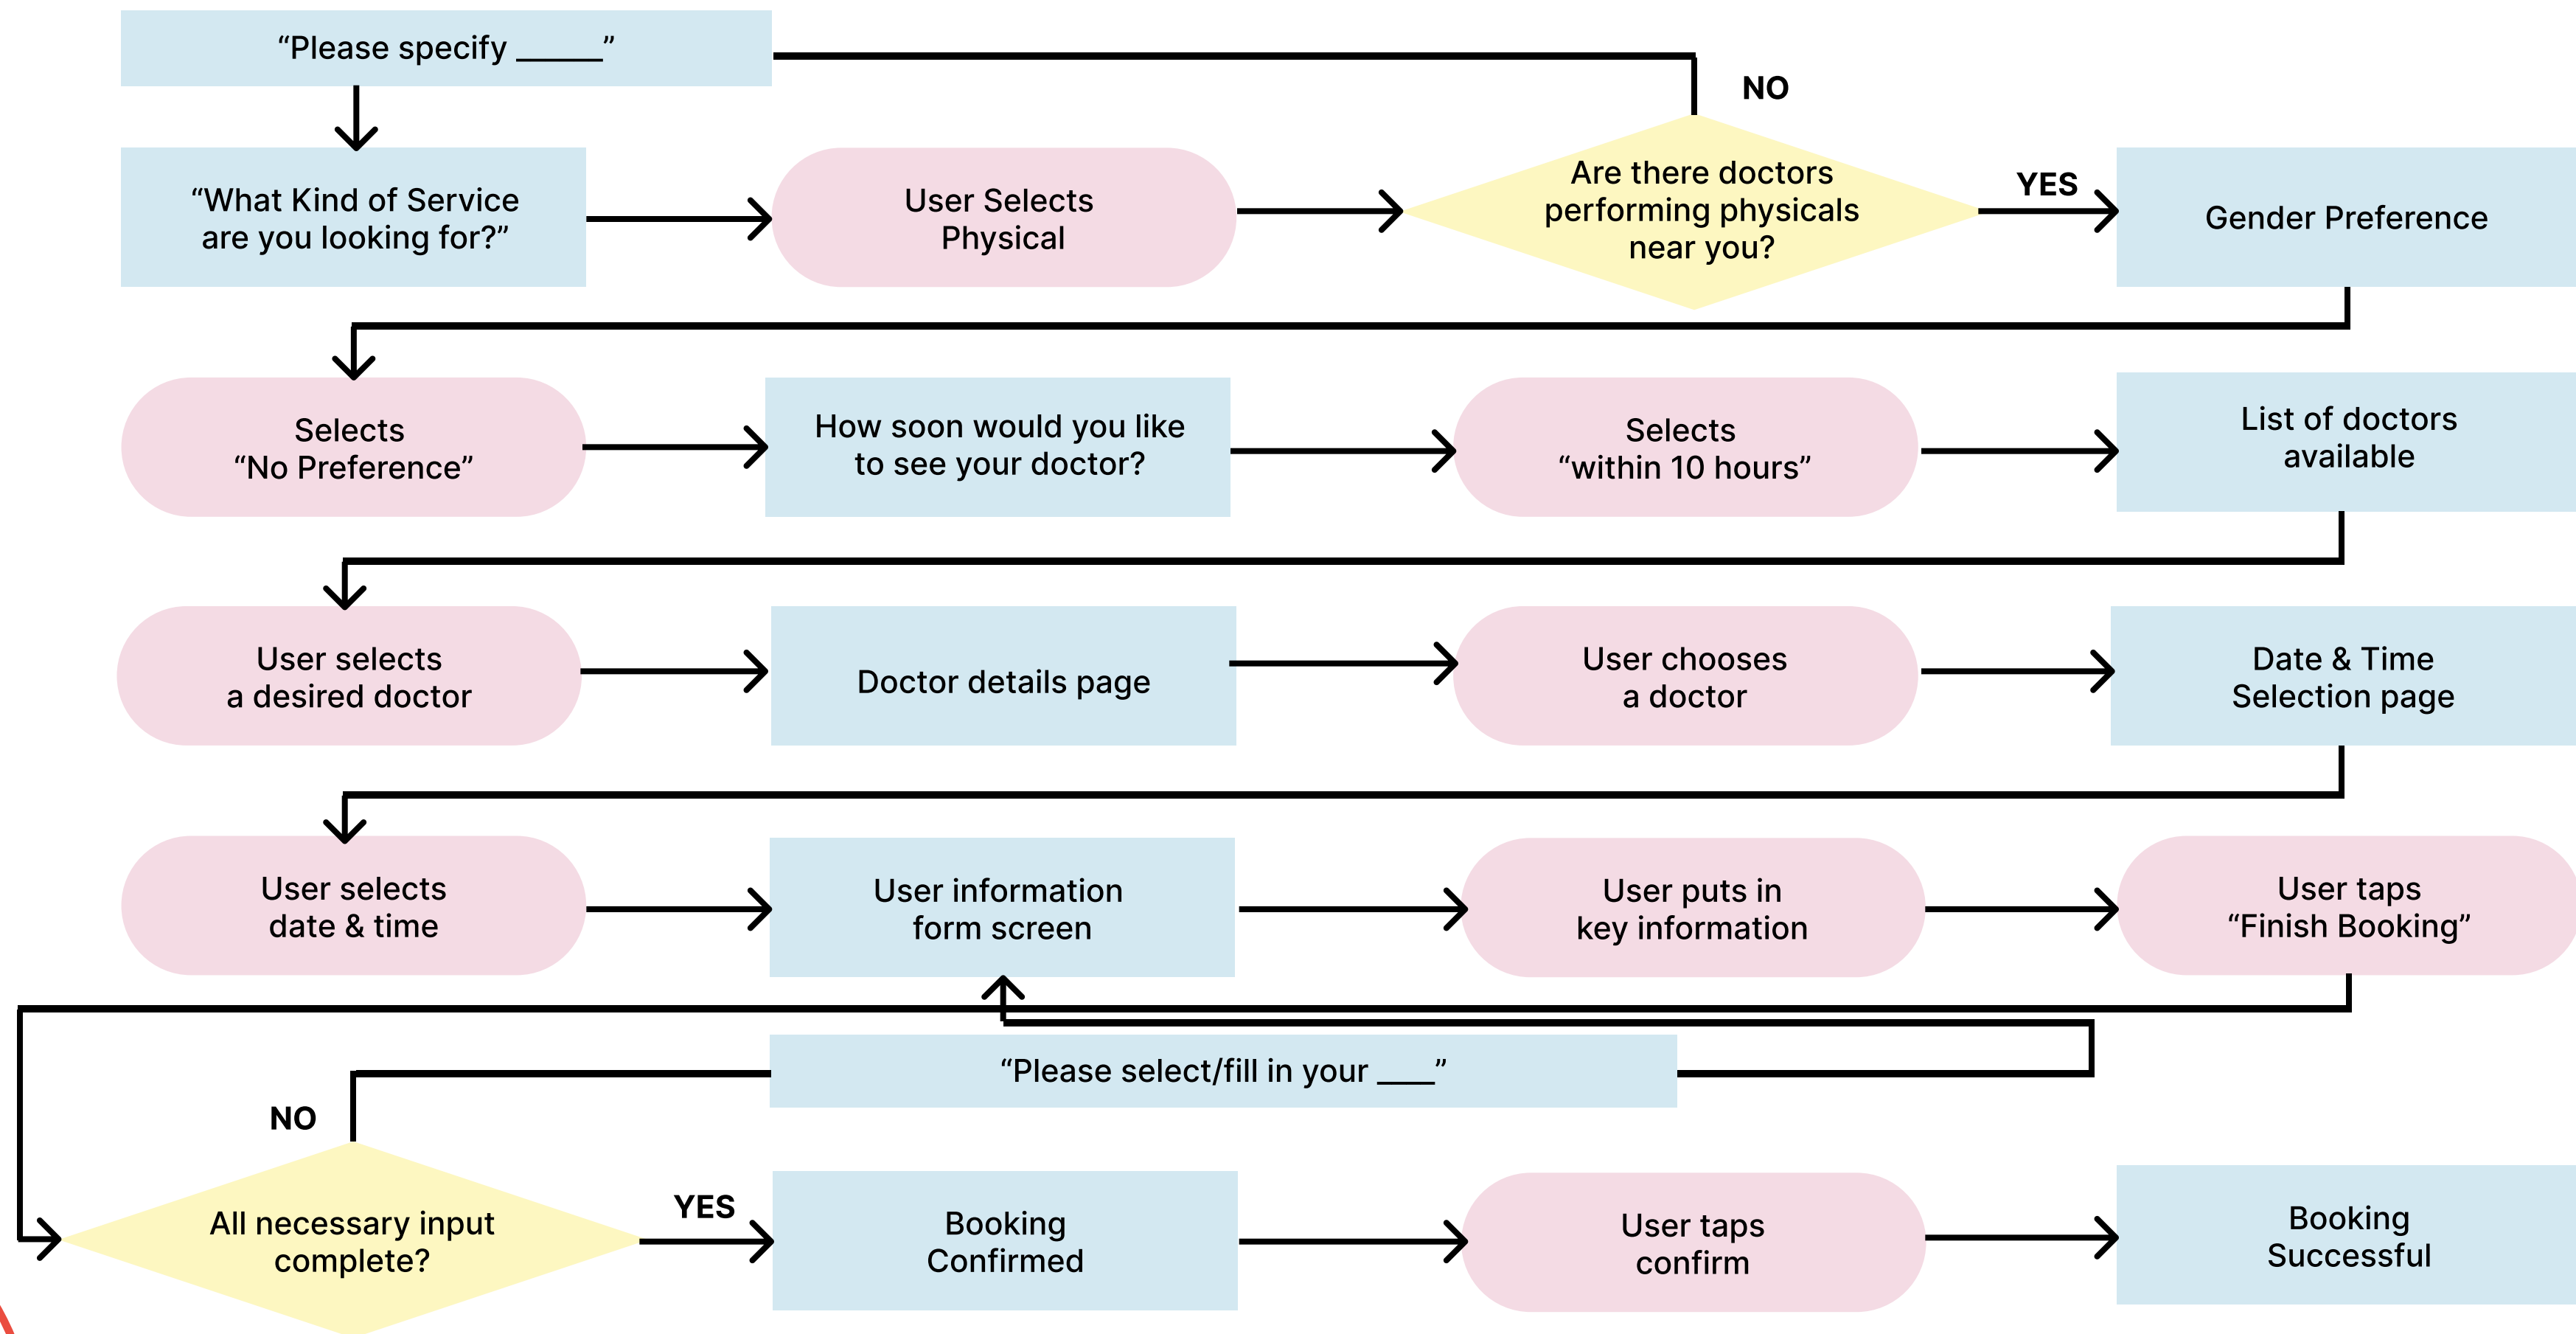 “Please specify ______”
NO
“What Kind of Service
are you looking for?”
User Selects
Physical
Are there doctors
performing physicals
near you?
YES
Gender Preference
Selects
“No Preference”
How soon would you like
to see your doctor?
Selects
“within 10 hours”
List of doctors
available
User selects
a desired doctor
Doctor details page
User chooses
a doctor
Date & Time
Selection page
User selects
date & time
User information
form screen
User puts in
key information
User taps
“Finish Booking”
“Please select/fill in your ____”
NO
All necessary input
complete?
YES
Booking
Confirmed
User taps
confirm
Booking
Successful